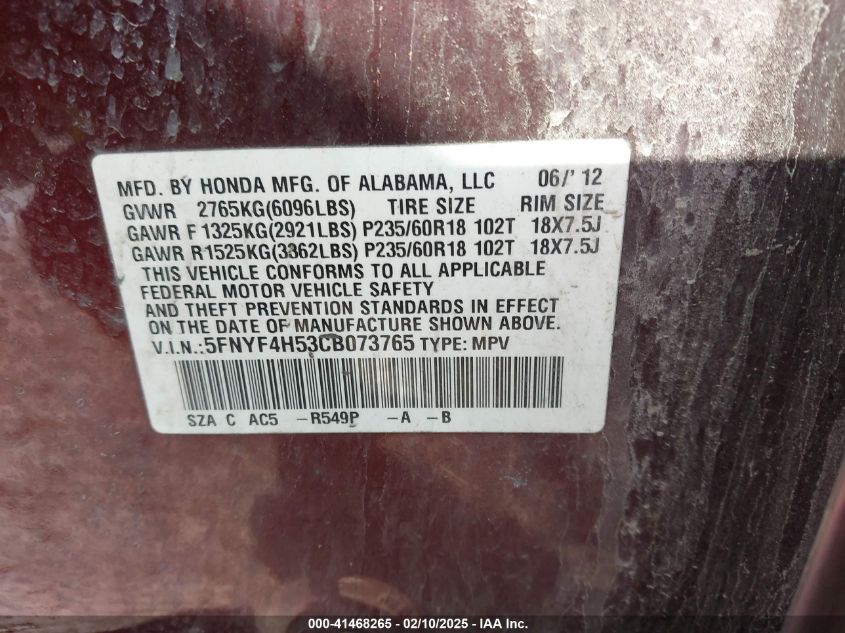 MFD. BY HONDA MFG. OF ALABAMA, LLC 06/'12
GVWR 2765KG(6096LBS) TIRE SIZE RIM SIZE
GAWR F 1325KG(2921LBS) P235/60R18 102T 18X7.5J
GAWR R1525KG(3362LBS) P235/60R18 102T 18X7.5J
THIS VEHICLE CONFORMS TO ALL APPLICABLE
FEDERAL MOTOR VEHICLE SAFETY
AND THEFT PREVENTION STANDARDS IN EFFECT
ON THE DATE OF MANUFACTURE SHOWN ABOVE.
V.I.N.:5FNYF4H53CB073765 TYPE: MPV
SZA C AC5 -R549P -A -B
000-41468265 - 02/10/2025 - IAA Inc.